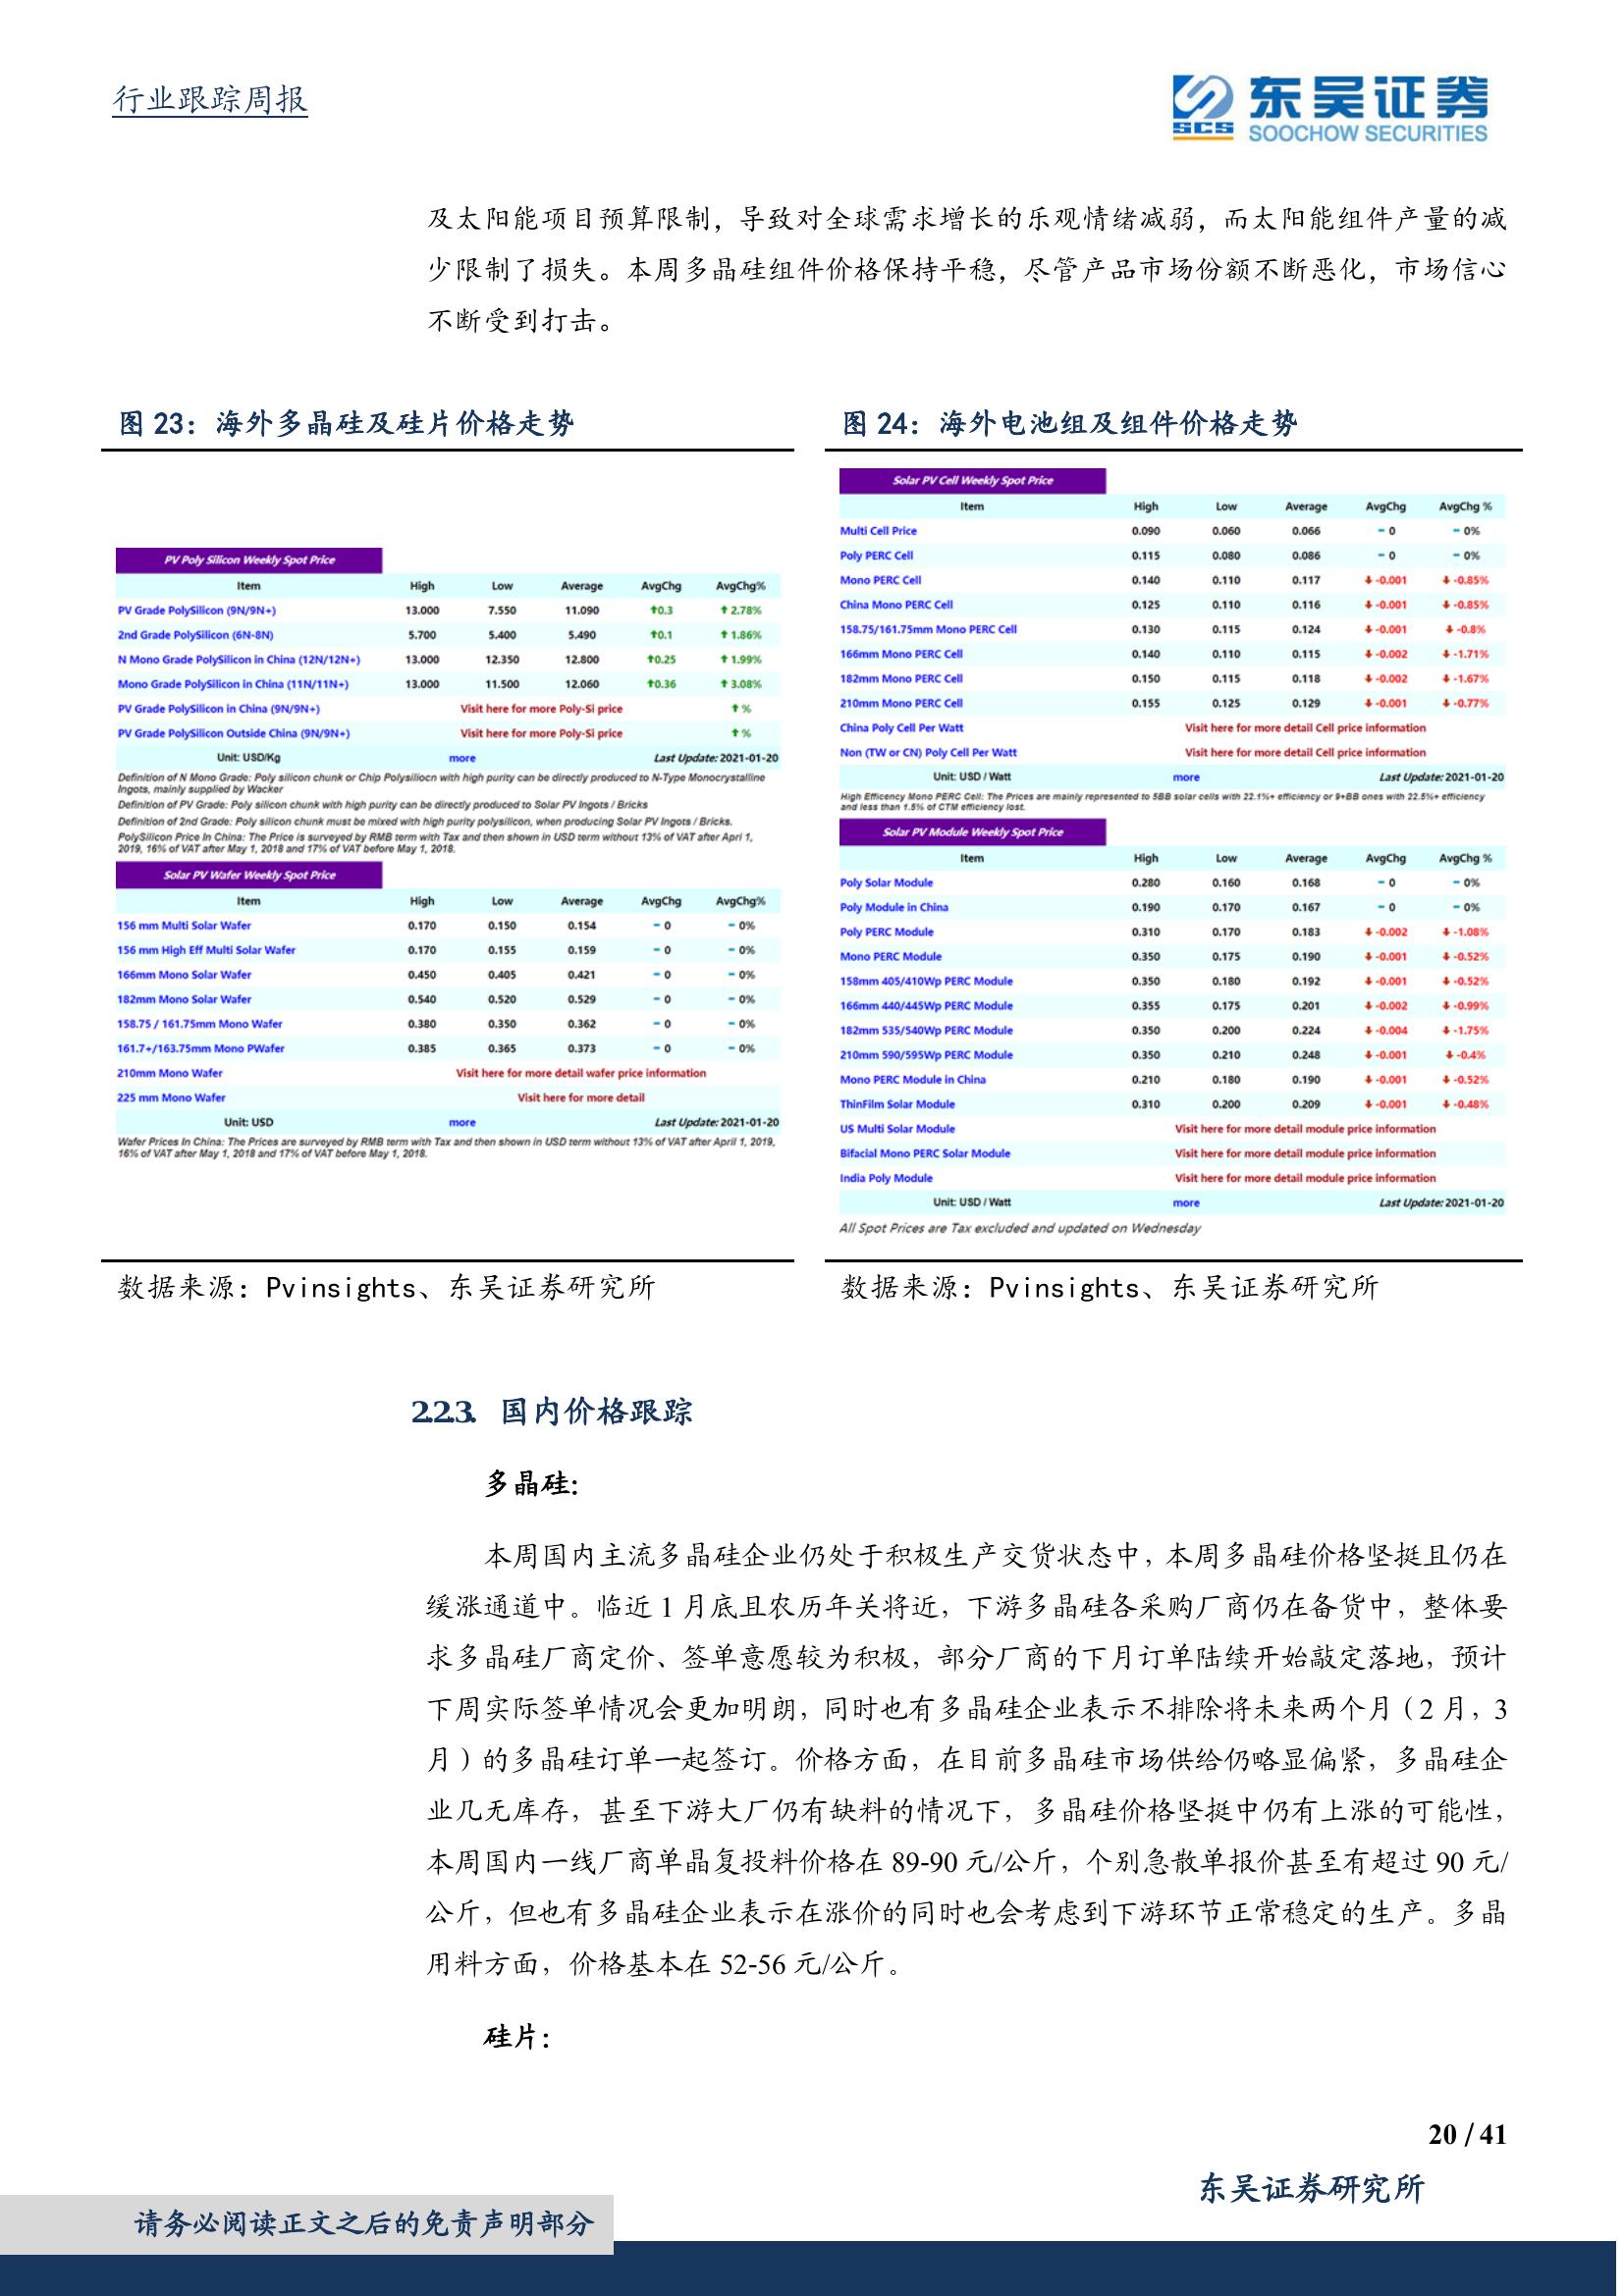 行业跟踪周报
SCS
东吴证券
SOOCHOW SECURITIES
及太阳能项目预算限制，导致对全球需求增长的乐观情绪减弱，而太阳能组件产量的减
少限制了损失。本周多晶硅组件价格保持平稳，尽管产品市场份额不断恶化，市场信心
不断受到打击。
图 23：海外多晶硅及硅片价格走势
PV Poly Silicon Weekly Spot Price
Item High Low Average AvgChg AvgChg%
PV Grade PolySilicon (9N/9N+) 13.000 7.550 11.090 ⬆0.3 ⬆ 2.78%
2nd Grade PolySilicon (6N-8N) 5.700 5.400 5.490 ⬆0.1 ⬆ 1.86%
N Mono Grade PolySilicon in China (12N/12N+) 13.000 12.350 12.800 ⬆0.25 ⬆ 1.99%
Mono Grade PolySilicon in China (11N/11N+) 13.000 11.500 12.060 ⬆0.36 ⬆ 3.08%
PV Grade PolySilicon in China (9N/9N+) Visit here for more Poly-Si price ⬆ %
PV Grade PolySilicon Outside China (9N/9N+) Visit here for more Poly-Si price ⬆ %
Unit: USD/Kg more Last Update: 2021-01-20
Definition of N Mono Grade: Poly silicon chunk or Chip Polysiliocn with high purity can be directly produced to N-Type Monocrystalline
Ingots, mainly supplied by Wacker
Definition of PV Grade: Poly silicon chunk with high purity can be directly produced to Solar PV Ingots / Bricks
Definition of 2nd Grade: Poly silicon chunk must be mixed with high purity polysilicon, when producing Solar PV Ingots / Bricks.
PolySilicon Price In China: The Price is surveyed by RMB term with Tax and then shown in USD term without 13% of VAT after Apri 1,
2019, 16% of VAT after May 1, 2018 and 17% of VAT before May 1, 2018.
Solar PV Wafer Weekly Spot Price
Item High Low Average AvgChg AvgChg%
156 mm Multi Solar Wafer 0.170 0.150 0.154 - 0 - 0%
156 mm High Eff Multi Solar Wafer 0.170 0.155 0.159 - 0 - 0%
166mm Mono Solar Wafer 0.450 0.405 0.421 - 0 - 0%
182mm Mono Solar Wafer 0.540 0.520 0.529 - 0 - 0%
158.75 / 161.75mm Mono Wafer 0.380 0.350 0.362 - 0 - 0%
161.7+/163.75mm Mono PWafer 0.385 0.365 0.373 - 0 - 0%
210mm Mono Wafer Visit here for more detail wafer price information
225 mm Mono Wafer Visit here for more detail
Unit: USD more Last Update: 2021-01-20
Wafer Prices In China: The Prices are surveyed by RMB term with Tax and then shown in USD term without 13% of VAT after April 1, 2019,
16% of VAT after May 1, 2018 and 17% of VAT before May 1, 2018.
数据来源：Pvinsights、东吴证券研究所
图 24：海外电池组及组件价格走势
Solar PV Cell Weekly Spot Price
Item High Low Average AvgChg AvgChg %
Multi Cell Price 0.090 0.060 0.066 - 0 - 0%
Poly PERC Cell 0.115 0.080 0.086 - 0 - 0%
Mono PERC Cell 0.140 0.110 0.117 ⬇ -0.001 ⬇ -0.85%
China Mono PERC Cell 0.125 0.110 0.116 ⬇ -0.001 ⬇ -0.85%
158.75/161.75mm Mono PERC Cell 0.130 0.115 0.124 ⬇ -0.001 ⬇ -0.8%
166mm Mono PERC Cell 0.140 0.110 0.115 ⬇ -0.002 ⬇ -1.71%
182mm Mono PERC Cell 0.150 0.115 0.118 ⬇ -0.002 ⬇ -1.67%
210mm Mono PERC Cell 0.155 0.125 0.129 ⬇ -0.001 ⬇ -0.77%
China Poly Cell Per Watt Visit here for more detail Cell price information
Non (TW or CN) Poly Cell Per Watt Visit here for more detail Cell price information
Unit: USD / Watt more Last Update: 2021-01-20
High Efficency Mono PERC Cell: The Prices are mainly represented to 5BB solar cells with 22.1%+ efficiency or 9+BB ones with 22.5%+ efficiency
and less than 1.5% of CTM efficiency lost.
Solar PV Module Weekly Spot Price
Item High Low Average AvgChg AvgChg %
Poly Solar Module 0.280 0.160 0.168 - 0 - 0%
Poly Module in China 0.190 0.170 0.167 - 0 - 0%
Poly PERC Module 0.310 0.170 0.183 ⬇ -0.002 ⬇ -1.08%
Mono PERC Module 0.350 0.175 0.190 ⬇ -0.001 ⬇ -0.52%
158mm 405/410Wp PERC Module 0.350 0.180 0.192 ⬇ -0.001 ⬇ -0.52%
166mm 440/445Wp PERC Module 0.355 0.175 0.201 ⬇ -0.002 ⬇ -0.99%
182mm 535/540Wp PERC Module 0.350 0.200 0.224 ⬇ -0.004 ⬇ -1.75%
210mm 590/595Wp PERC Module 0.350 0.210 0.248 ⬇ -0.001 ⬇ -0.4%
Mono PERC Module in China 0.210 0.180 0.190 ⬇ -0.001 ⬇ -0.52%
ThinFilm Solar Module 0.310 0.200 0.209 ⬇ -0.001 ⬇ -0.48%
US Multi Solar Module Visit here for more detail module price information
Bifacial Mono PERC Solar Module Visit here for more detail module price information
India Poly Module Visit here for more detail module price information
Unit: USD / Watt more Last Update: 2021-01-20
All Spot Prices are Tax excluded and updated on Wednesday
数据来源：Pvinsights、东吴证券研究所
2.2.3. 国内价格跟踪
多晶硅：
本周国内主流多晶硅企业仍处于积极生产交货状态中，本周多晶硅价格坚挺且仍在
缓涨通道中。临近 1 月底且农历年关将近，下游多晶硅各采购厂商仍在备货中，整体要
求多晶硅厂商定价、签单意愿较为积极，部分厂商的下月订单陆续开始敲定落地，预计
下周实际签单情况会更加明朗，同时也有多晶硅企业表示不排除将未来两个月（2 月，3
月）的多晶硅订单一起签订。价格方面，在目前多晶硅市场供给仍略显偏紧，多晶硅企
业几无库存，甚至下游大厂仍有缺料的情况下，多晶硅价格坚挺中仍有上涨的可能性，
本周国内一线厂商单晶复投料价格在 89-90 元/公斤，个别急散单报价甚至有超过 90 元/
公斤，但也有多晶硅企业表示在涨价的同时也会考虑到下游环节正常稳定的生产。多晶
用料方面，价格基本在 52-56 元/公斤。
硅片：
20 / 41
东吴证券研究所
请务必阅读正文之后的免责声明部分